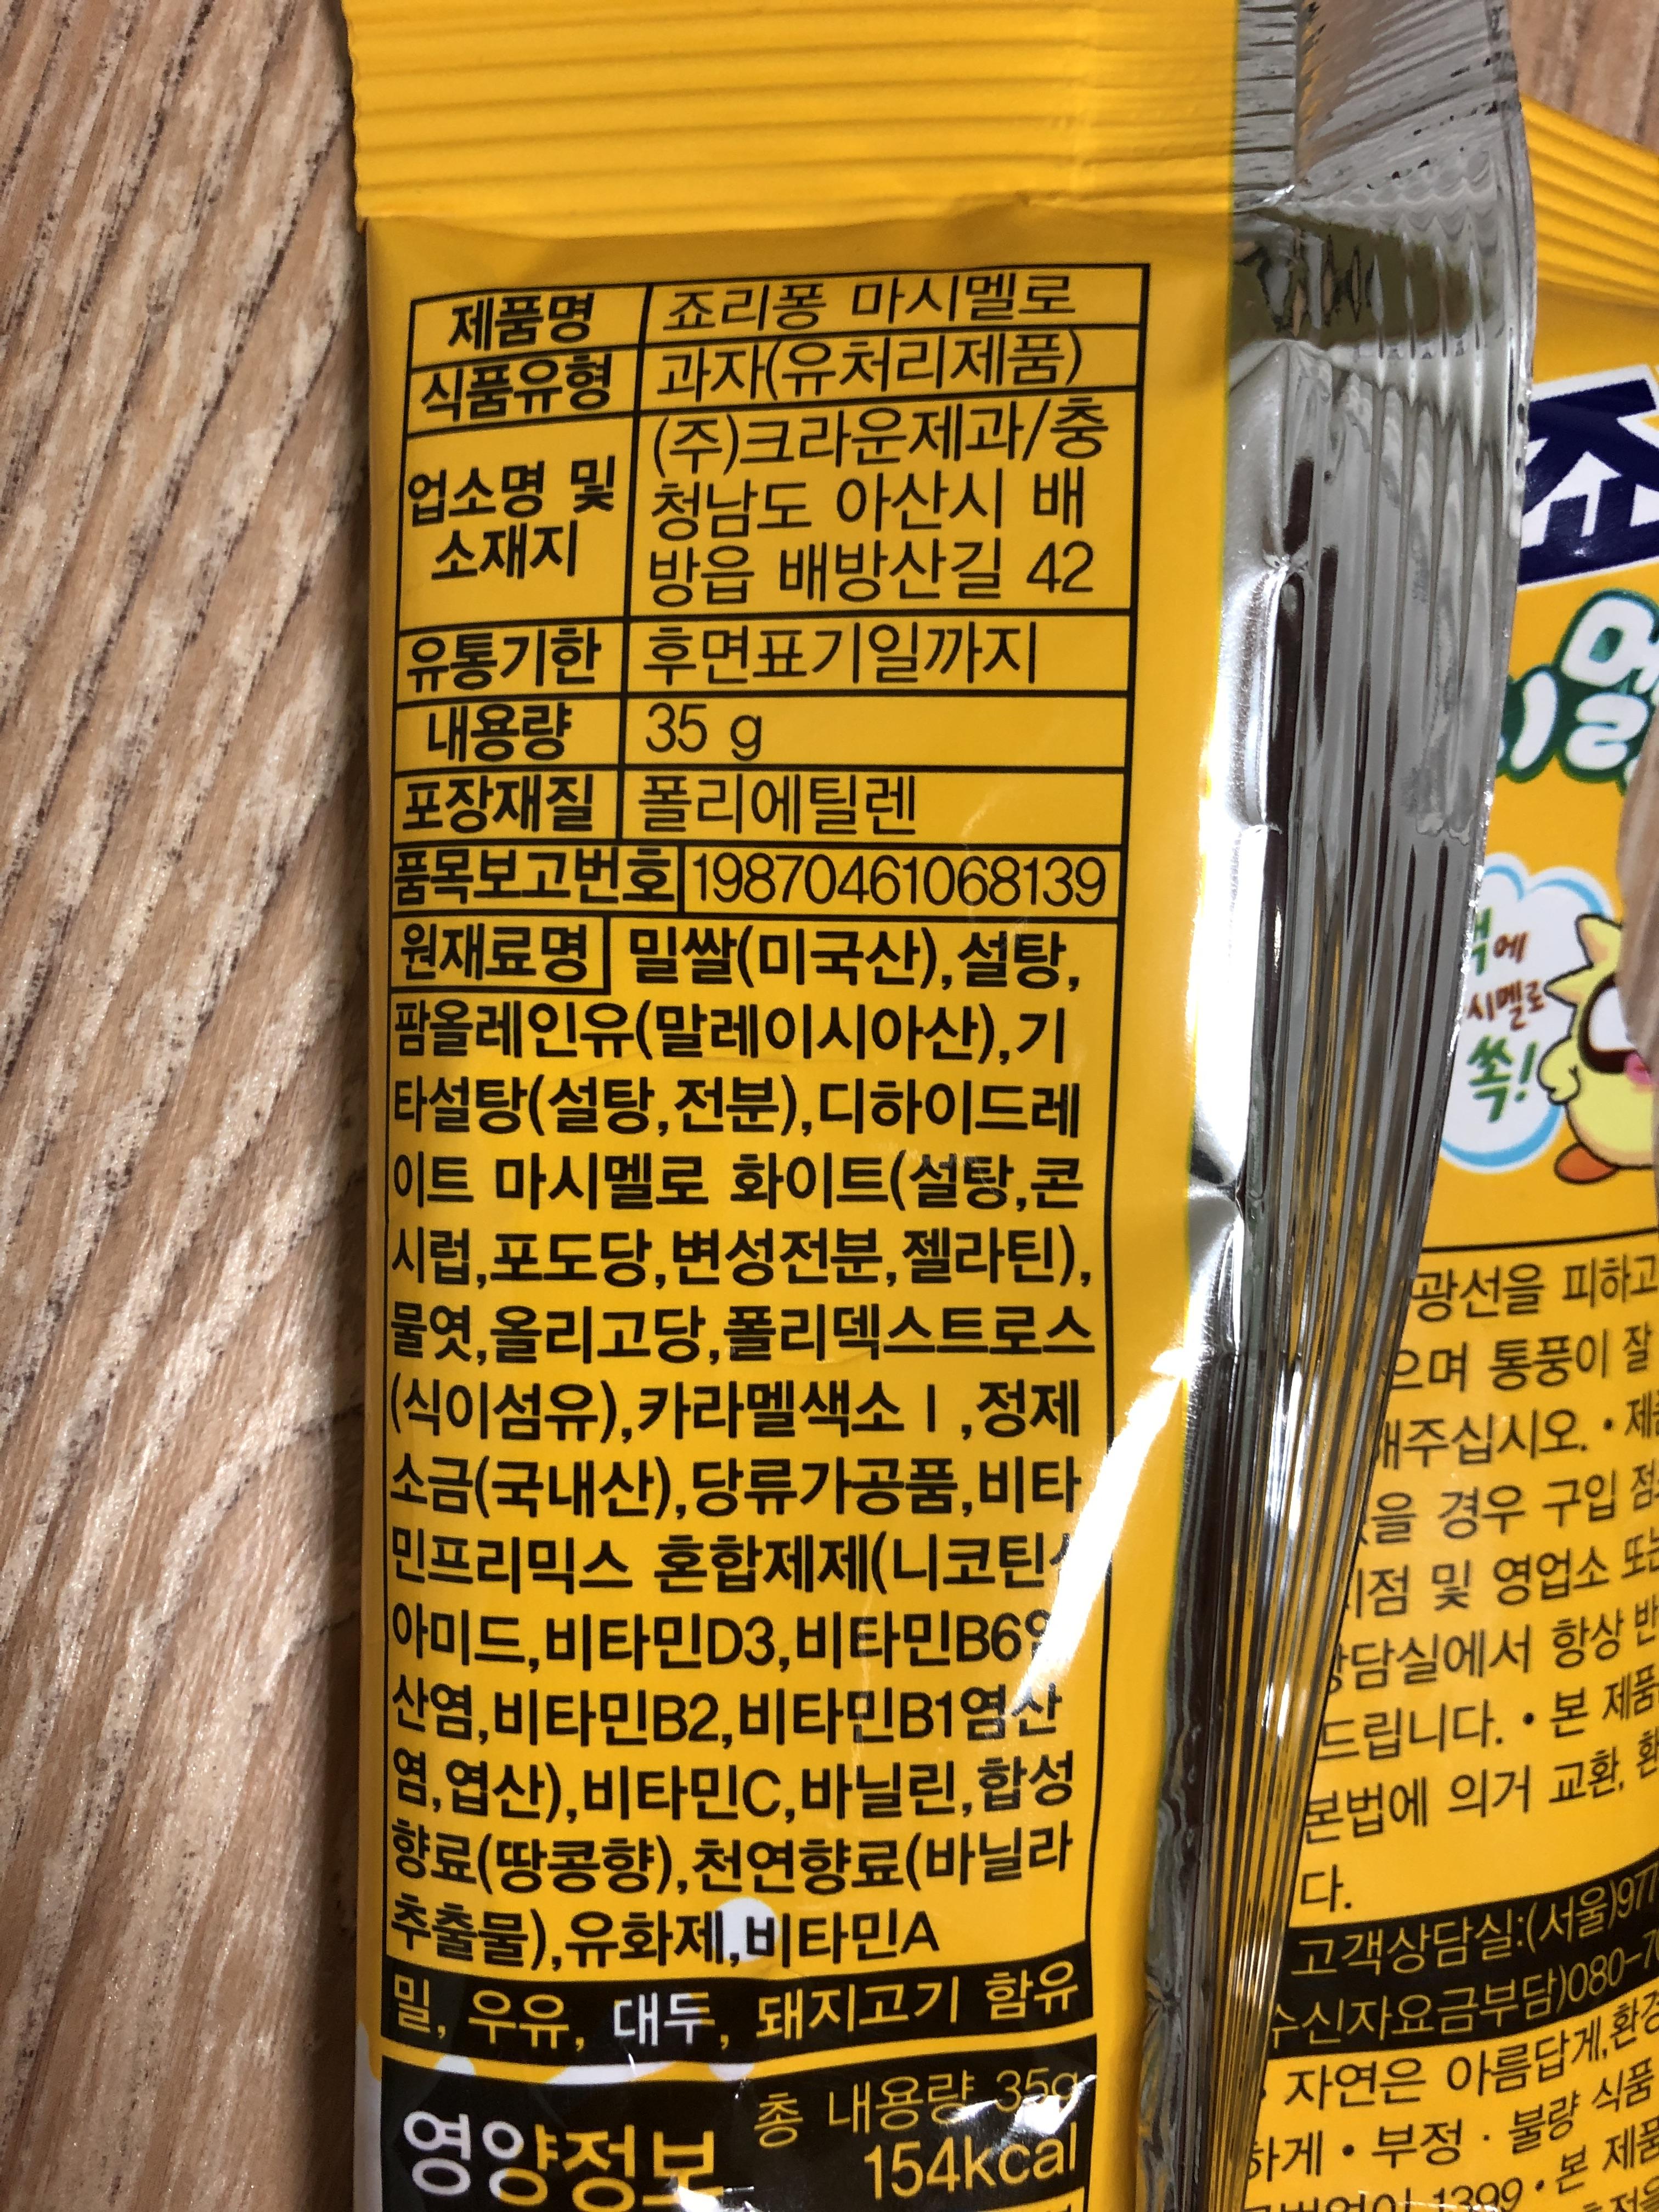 제품명 죠리퐁 마시멜로
식품유형 과자(유처리제품)
업소명 및 소재지 (주)크라운제과/충
청남도 아산시 배
방읍 배방산길 42
유통기한 후면표기일까지
내용량 35 g
포장재질 폴리에틸렌
품목보고번호 19870461068139
원재료명 밀쌀(미국산),설탕,
팜올레인유(말레이시아산),기
타설탕(설탕,전분),디하이드레
이트 마시멜로 화이트(설탕,콘
시럽,포도당,변성전분,젤라틴),
물엿,올리고당,폴리덱스트로스
(식이섬유),카라멜색소Ⅰ,정제
소금(국내산),당류가공품,비타
민프리믹스 혼합제제(니코틴산
아미드,비타민D3,비타민B6염
산염,비타민B2,비타민B1염산
염,엽산),비타민C,바닐린,합성
향료(땅콩향),천연향료(바닐라
추출물),유화제,비타민A
밀, 우유, 대두, 돼지고기 함유
영양정보 총 내용량 35g
154kcal
죠
에
시멜로
쏙!
광선을 피하고
으며 통풍이 잘
해주십시오. • 제품
을 경우 구입
지점 및 영업소 또는
상담실에서 항상
드립니다. • 본 제품
본법에 의거 교환,
다.
고객상담실:(서울)977
수신자요금부담)080-7
• 자연은 아름답게,환경
하게 • 부정 · 불량 식품
1399 • 본 제품